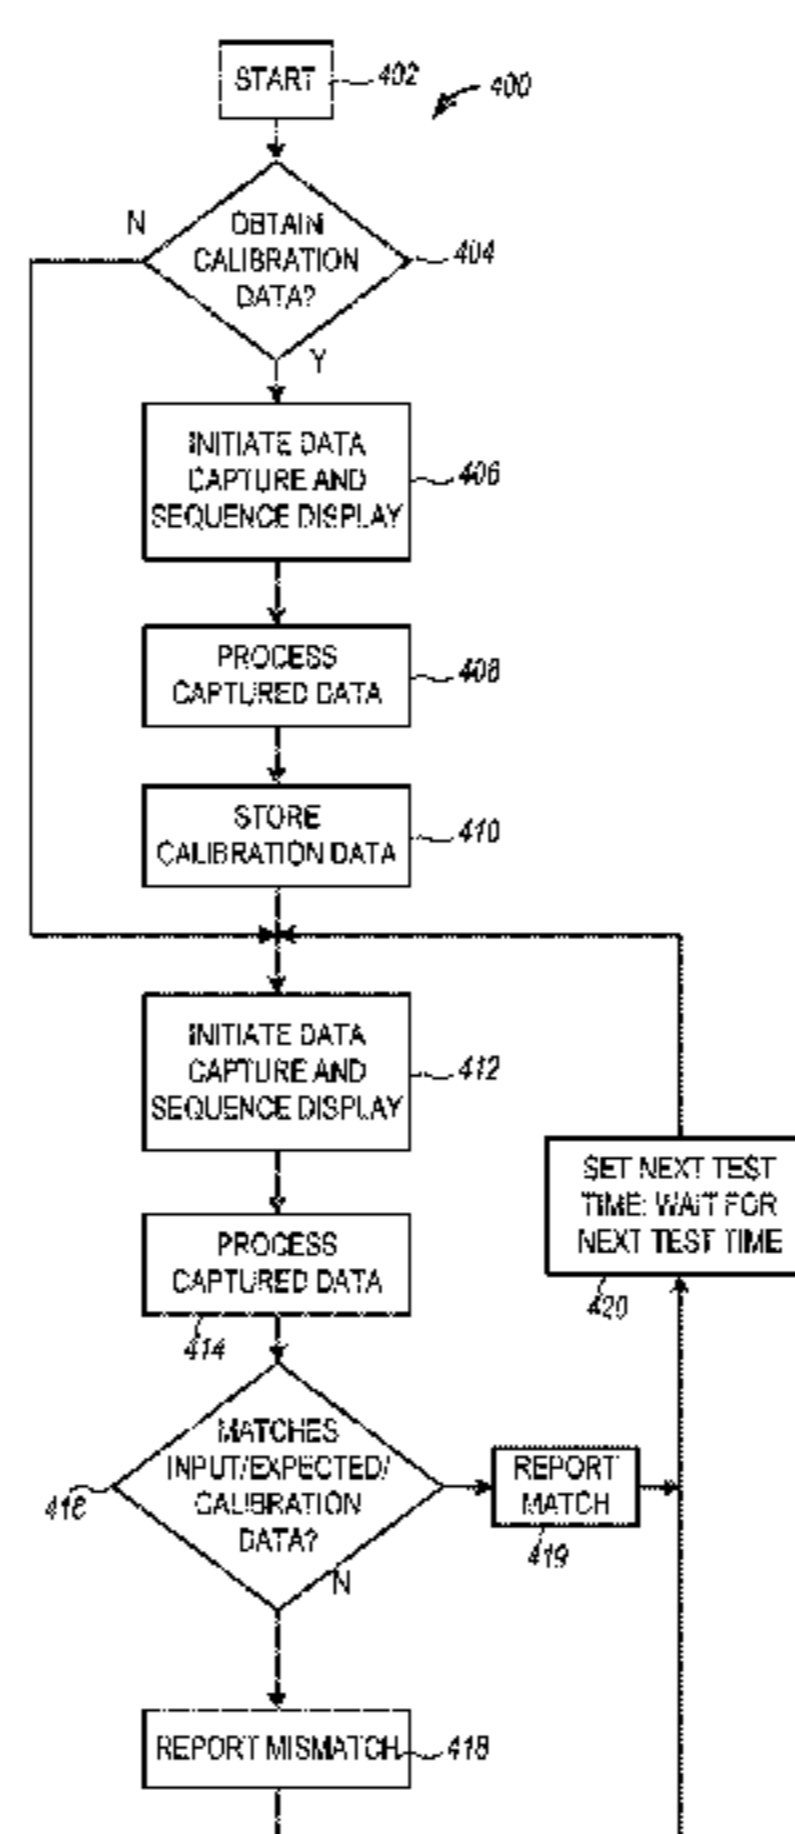 START
402
400
N
OBTAIN
CALIBRATION
DATA?
404
Y
INITIATE DATA
CAPTURE AND
SEQUENCE DISPLAY
406
PROCESS
CAPTURED DATA
408
STORE
CALIBRATION DATA
410
INITIATE DATA
CAPTURE AND
SEQUENCE DISPLAY
412
SET NEXT TEST
TIME: WAIT FOR
NEXT TEST TIME
420
PROCESS
CAPTURED DATA
414
MATCHES
INPUT/EXPECTED/
CALIBRATION
DATA?
416
N
REPORT
MATCH
419
REPORT MISMATCH
418